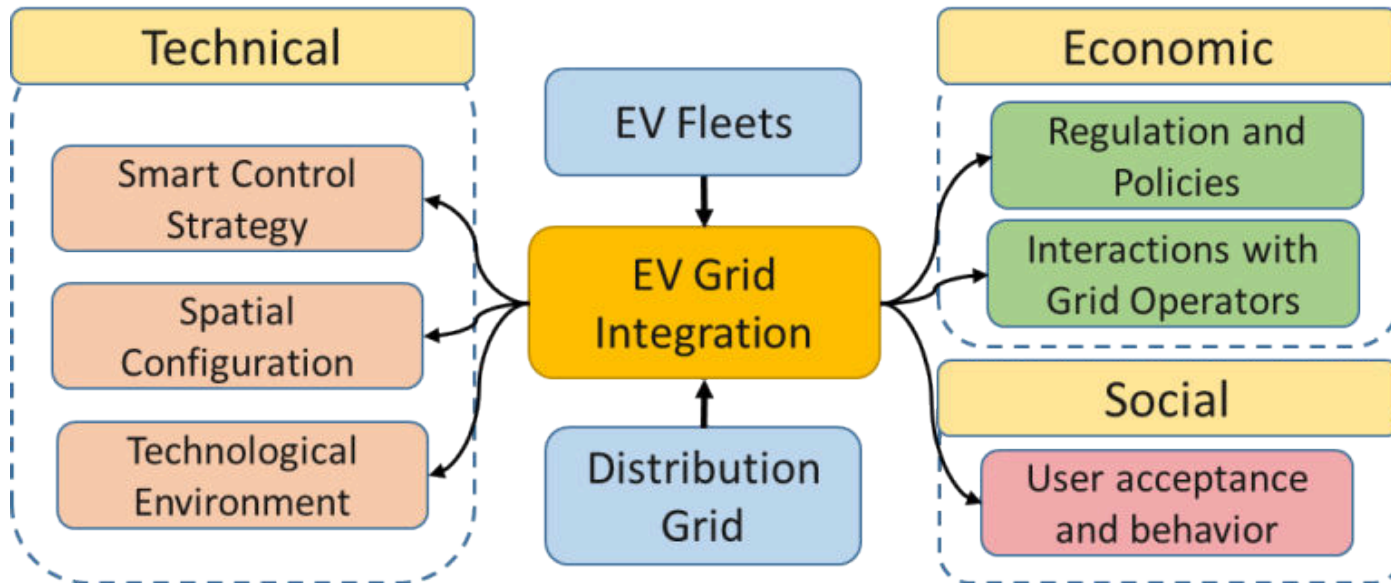 Technical
Smart Control
Strategy
Spatial
Configuration
Technological
Environment
EV Fleets
EV Grid
Integration
Distribution
Grid
Economic
Regulation and
Policies
Interactions with
Grid Operators
Social
User acceptance
and behavior